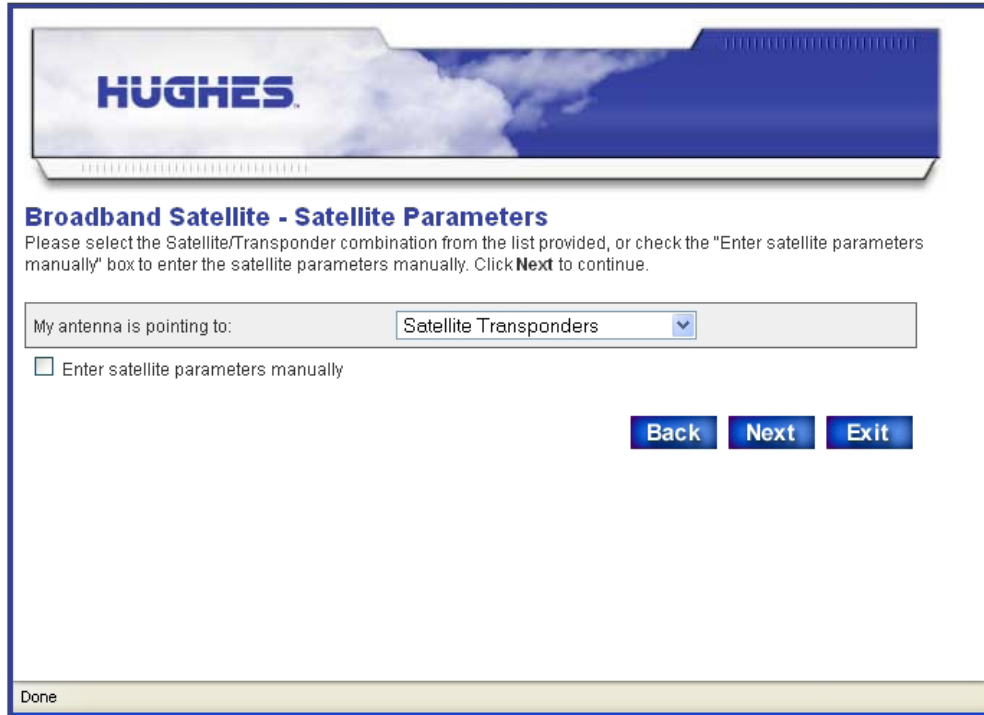 HUGHES
Broadband Satellite - Satellite Parameters
Please select the Satellite/Transponder combination from the list provided, or check the "Enter satellite parameters
manually" box to enter the satellite parameters manually. Click Next to continue.
My antenna is pointing to: Satellite Transponders
Enter satellite parameters manually
Back Next Exit
Done